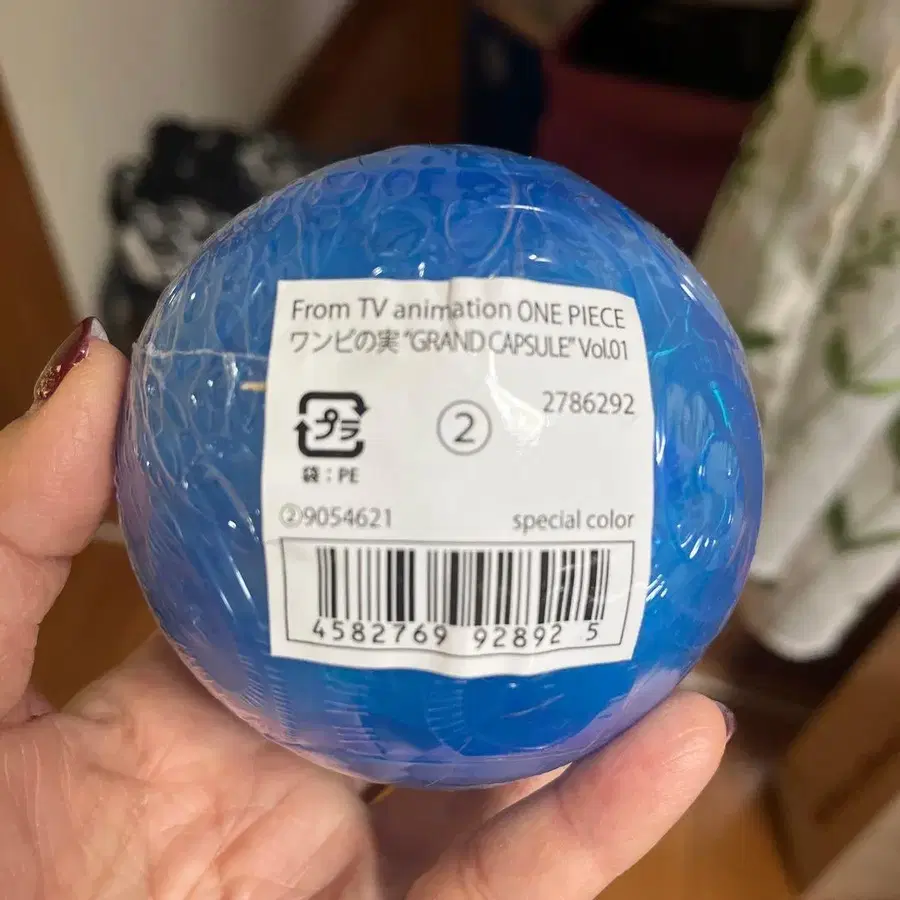 From TV animation ONE PIECE
ワンピの実 "GRAND CAPSULE" Vol.01
プラ ② 2786292
袋：PE
②9054621 special color
4582769 92892 5